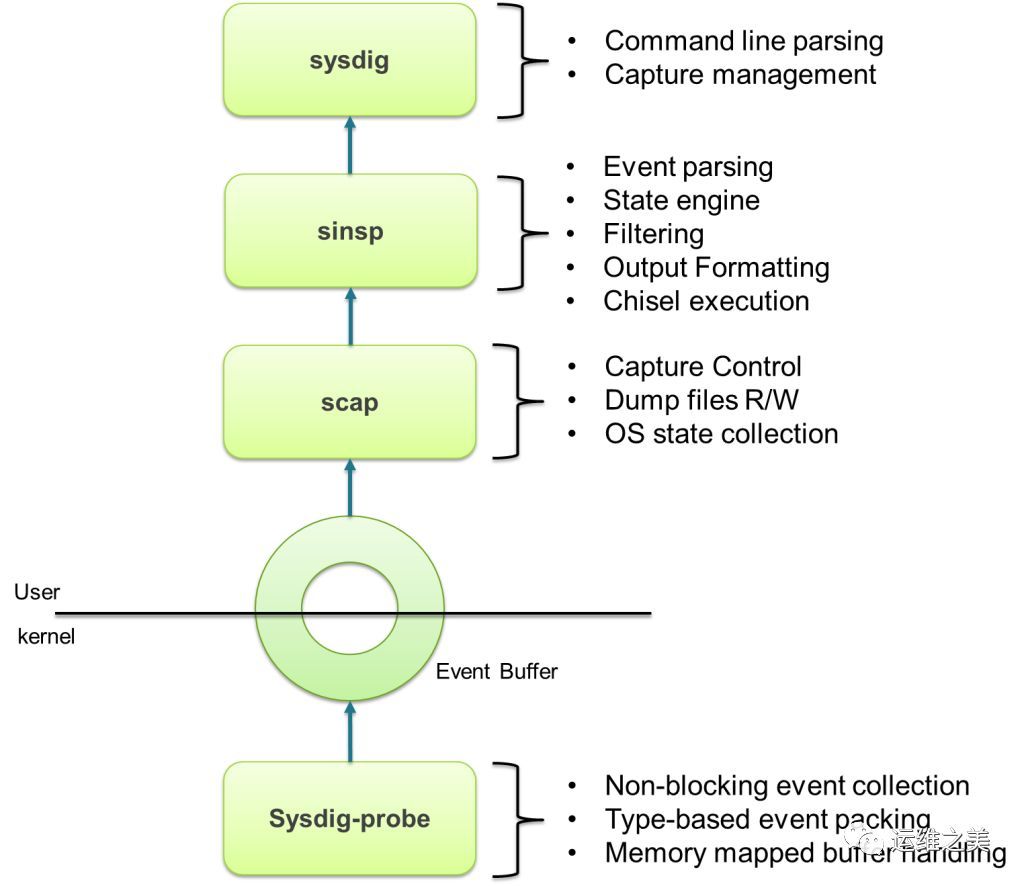 sysdig
• Command line parsing
• Capture management
sinsp
• Event parsing
• State engine
• Filtering
• Output Formatting
• Chisel execution
scap
• Capture Control
• Dump files R/W
• OS state collection
User
kernel
Event Buffer
Sysdig-probe
• Non-blocking event collection
• Type-based event packing
• Memory mapped buffer handling
运维之美